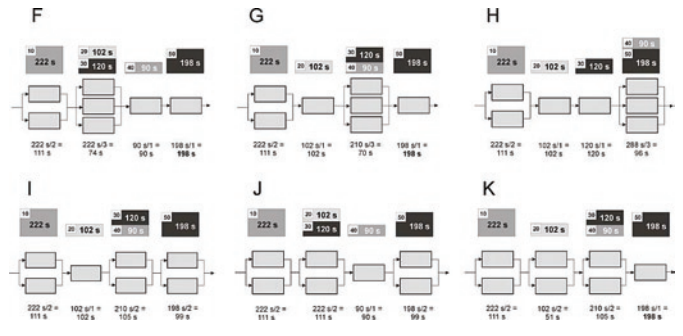 F
10 222 s
20 102 s
30 120 s
40 90 s
50 198 s
222 s/2 = 111 s
222 s/3 = 74 s
90 s/1 = 90 s
198 s/1 = 198 s
G
10 222 s
20 102 s
30 120 s
40 90 s
50 198 s
222 s/2 = 111 s
102 s/1 = 102 s
210 s/3 = 70 s
198 s/1 = 198 s
H
10 222 s
20 102 s
30 120 s
40 90 s
50 198 s
222 s/2 = 111 s
102 s/1 = 102 s
120 s/1 = 120 s
288 s/3 = 96 s
I
10 222 s
20 102 s
30 120 s
40 90 s
50 198 s
222 s/2 = 111 s
102 s/1 = 102 s
210 s/2 = 105 s
198 s/2 = 99 s
J
10 222 s
20 102 s
30 120 s
40 90 s
50 198 s
222 s/2 = 111 s
222 s/2 = 111 s
90 s/1 = 90 s
198 s/2 = 99 s
K
10 222 s
20 102 s
30 120 s
40 90 s
50 198 s
222 s/2 = 111 s
102 s/2 = 51 s
210 s/2 = 105 s
198 s/1 = 198 s